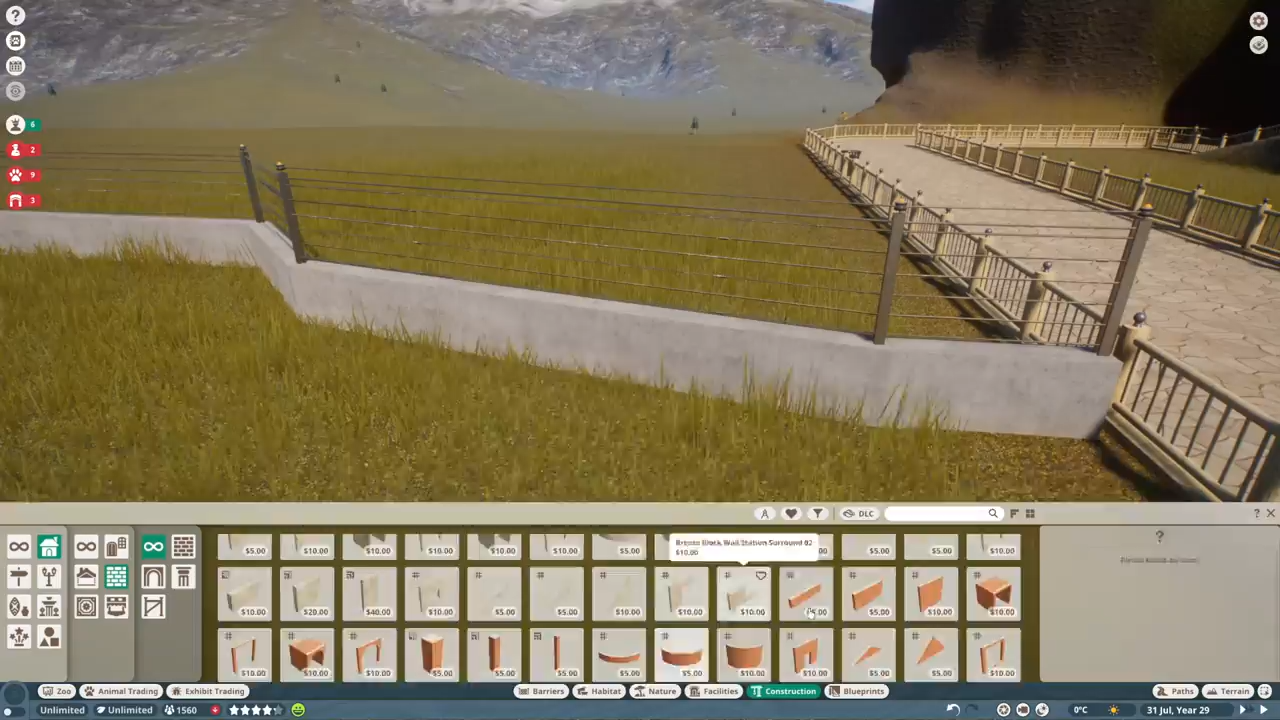 6
2
9
3
DLC
?
Breeze Block Wall Station Surround 02
$10.00
$5.00 $10.00 $10.00 $10.00 $10.00 $10.00 $5.00 $5.00 $5.00 $10.00
$10.00 $20.00 $40.00 $10.00 $5.00 $5.00 $10.00 $10.00 $10.00 $5.00 $5.00 $10.00 $10.00
$10.00 $10.00 $10.00 $5.00 $5.00 $5.00 $5.00 $5.00 $10.00 $10.00 $5.00 $5.00 $10.00
Zoo Animal Trading Exhibit Trading Barriers Habitat Nature Facilities Construction Blueprints Paths Terrain
Unlimited Unlimited 1560 0°C 31 Jul, Year 29